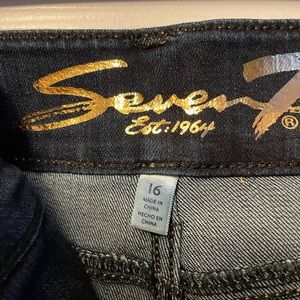 Seven7®
Est: 1964
16
MADE IN
CHINA
HECHO EN
CHINA